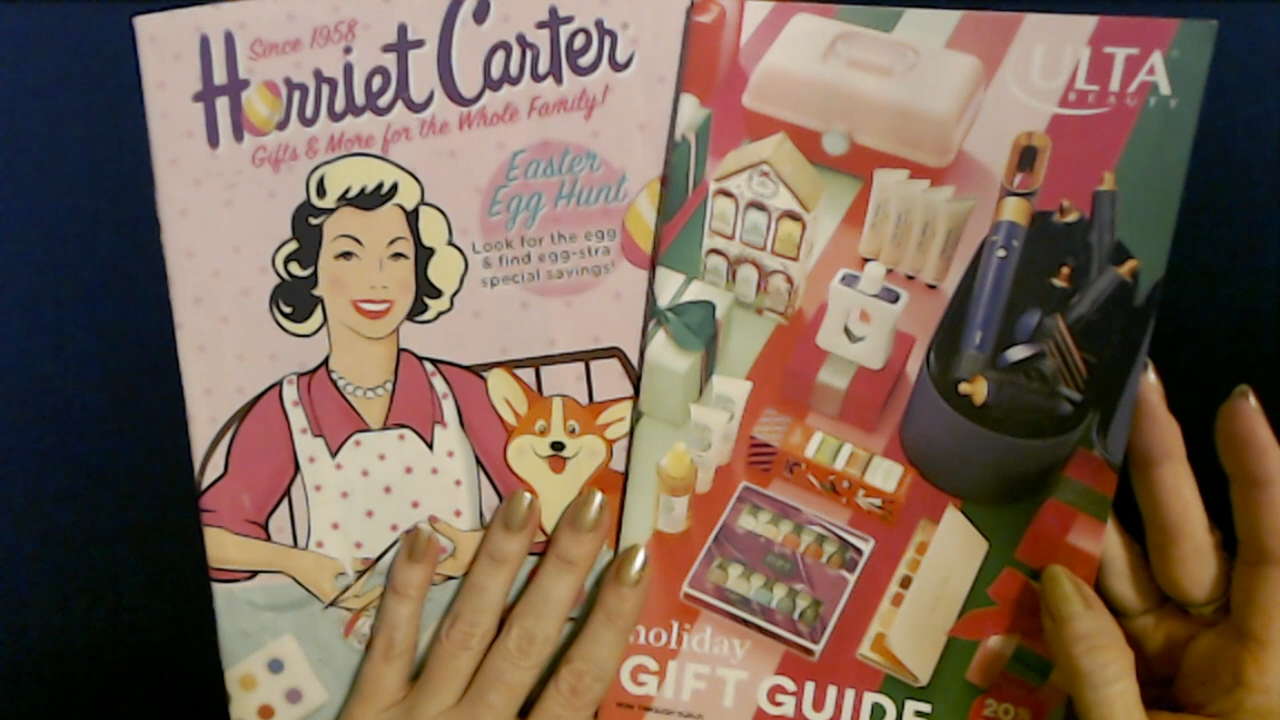 Since 1958
Harriet Carter
Gifts & More for the Whole Family!
Easter
Egg Hunt
Look for the egg
& find egg-stra
special savings!
ULTA
BEAUTY
holiday
GIFT GUIDE
20%